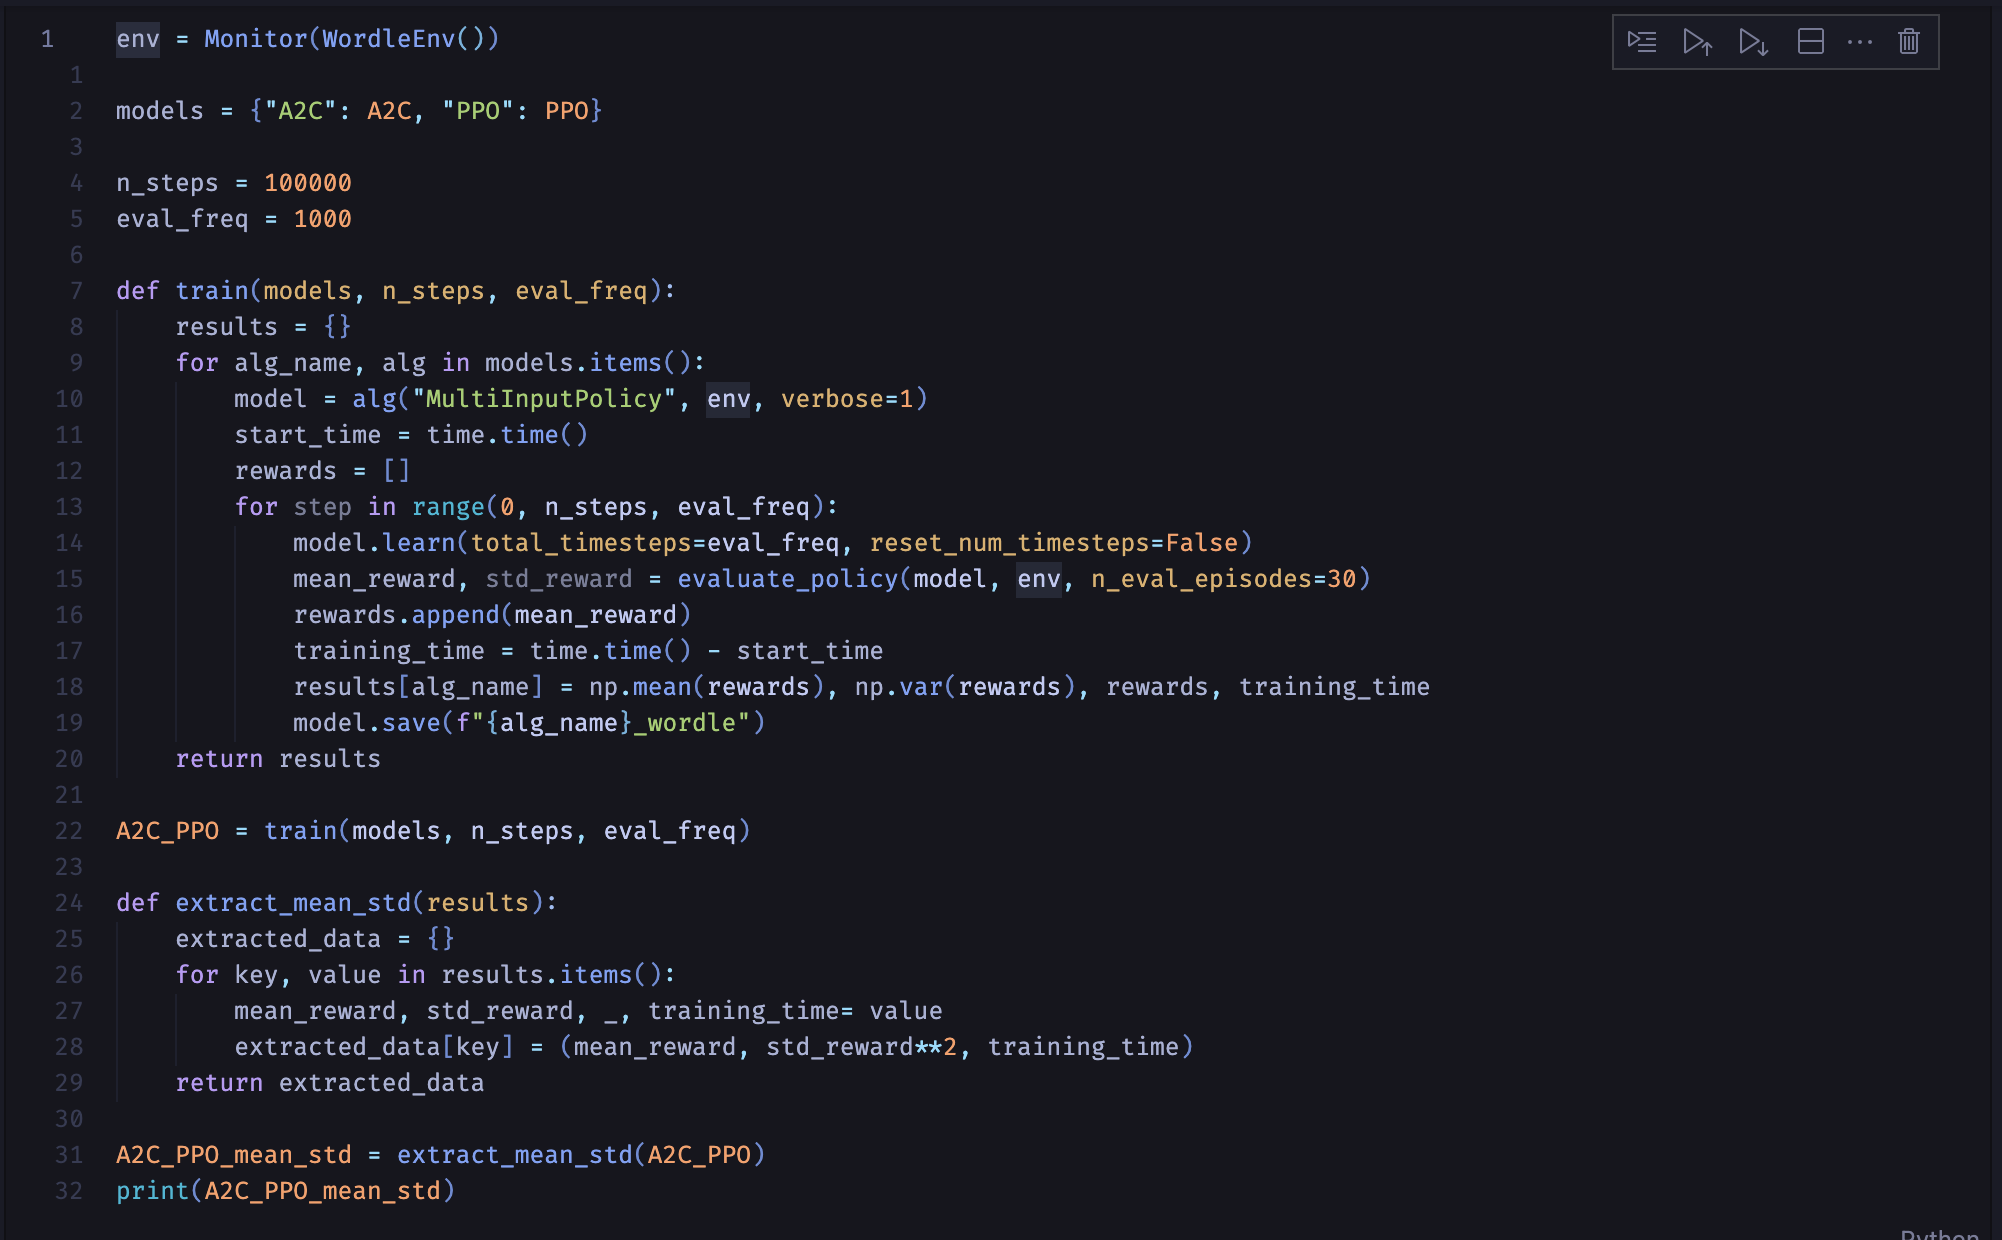 1 env = Monitor(WordleEnv())
1
2 models = {"A2C": A2C, "PPO": PPO}
3
4 n_steps = 100000
5 eval_freq = 1000
6
7 def train(models, n_steps, eval_freq):
8     results = {}
9     for alg_name, alg in models.items():
10         model = alg("MultiInputPolicy", env, verbose=1)
11         start_time = time.time()
12         rewards = []
13         for step in range(0, n_steps, eval_freq):
14             model.learn(total_timesteps=eval_freq, reset_num_timesteps=False)
15             mean_reward, std_reward = evaluate_policy(model, env, n_eval_episodes=30)
16             rewards.append(mean_reward)
17             training_time = time.time() - start_time
18             results[alg_name] = np.mean(rewards), np.var(rewards), rewards, training_time
19             model.save(f"{alg_name}_wordle")
20     return results
21
22 A2C_PPO = train(models, n_steps, eval_freq)
23
24 def extract_mean_std(results):
25     extracted_data = {}
26     for key, value in results.items():
27         mean_reward, std_reward, _, training_time= value
28         extracted_data[key] = (mean_reward, std_reward**2, training_time)
29     return extracted_data
30
31 A2C_PPO_mean_std = extract_mean_std(A2C_PPO)
32 print(A2C_PPO_mean_std)
Python